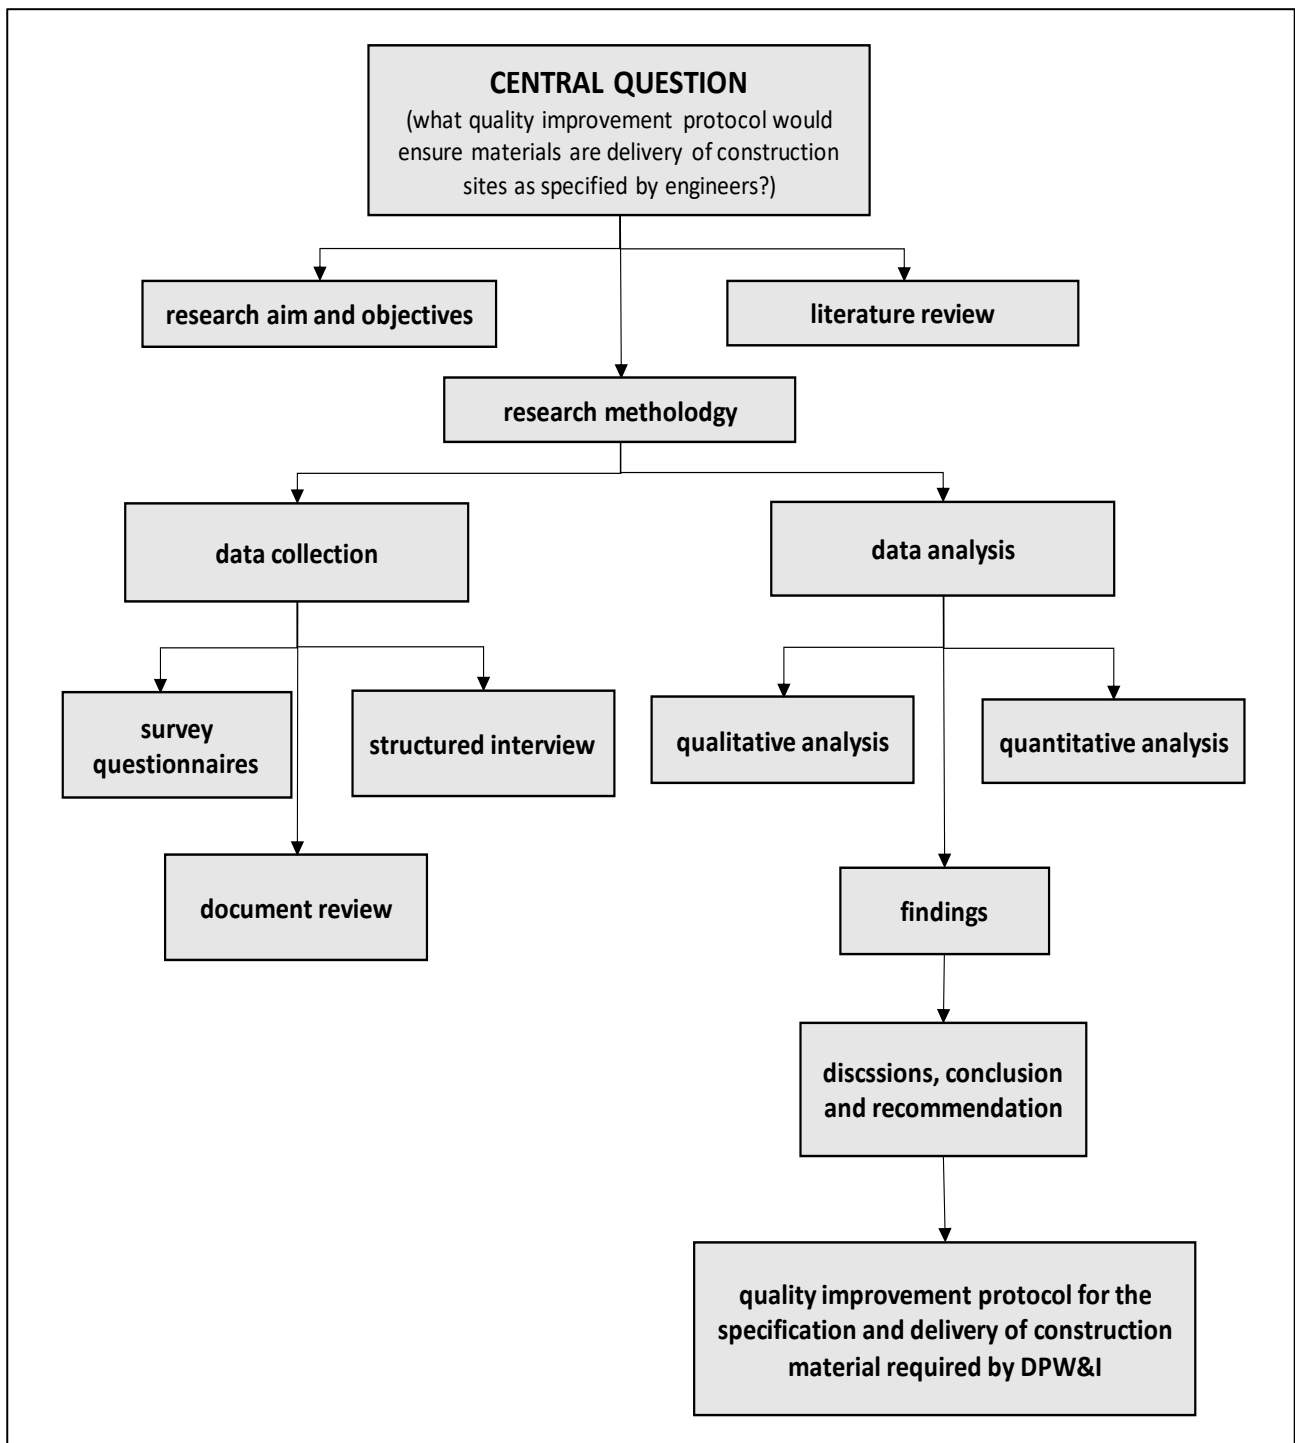 CENTRAL QUESTION
(what quality improvement protocol would
ensure materials are delivery of construction
sites as specified by engineers?)
research aim and objectives
literature review
research metholodgy
data collection
data analysis
survey
questionnaires
structured interview
qualitative analysis
quantitative analysis
document review
findings
discssions, conclusion
and recommendation
quality improvement protocol for the
specification and delivery of construction
material required by DPW&I